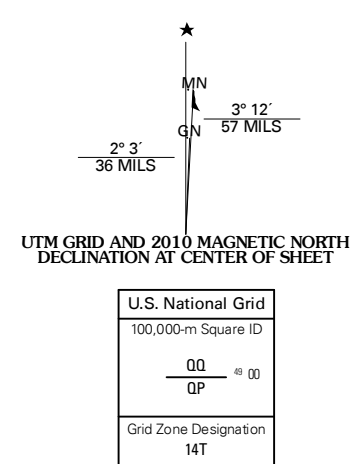 ★
MN
3° 12´
57 MILS
GN
2° 3´
36 MILS
UTM GRID AND 2010 MAGNETIC NORTH
DECLINATION AT CENTER OF SHEET
U.S. National Grid
100,000-m Square ID
QQ
49 00
QP
Grid Zone Designation
14T